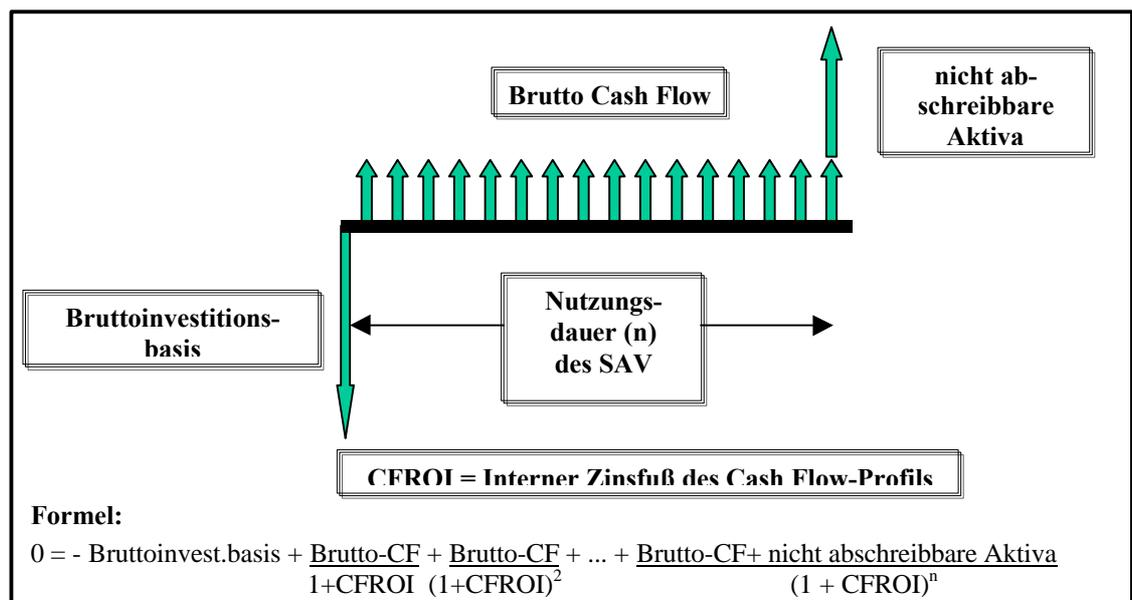 Brutto Cash Flow
nicht ab-
schreibbare
Aktiva
Bruttoinvestitions-
basis
Nutzungs-
dauer (n)
des SAV
CFROI = Interner Zinsfuß des Cash Flow-Profils
Formel:
0 = - Bruttoinvest.basis + Brutto-CF + Brutto-CF + ... + Brutto-CF+ nicht abschreibbare Aktiva
1+CFROI (1+CFROI)² (1 + CFROI)ⁿ